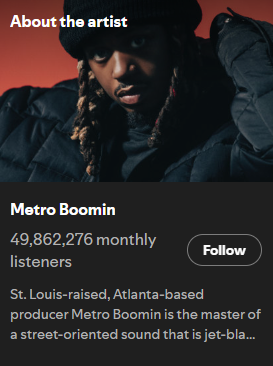 About the artist
Metro Boomin
49,862,276 monthly
listeners
Follow
St. Louis-raised, Atlanta-based
producer Metro Boomin is the master of
a street-oriented sound that is jet-bla...